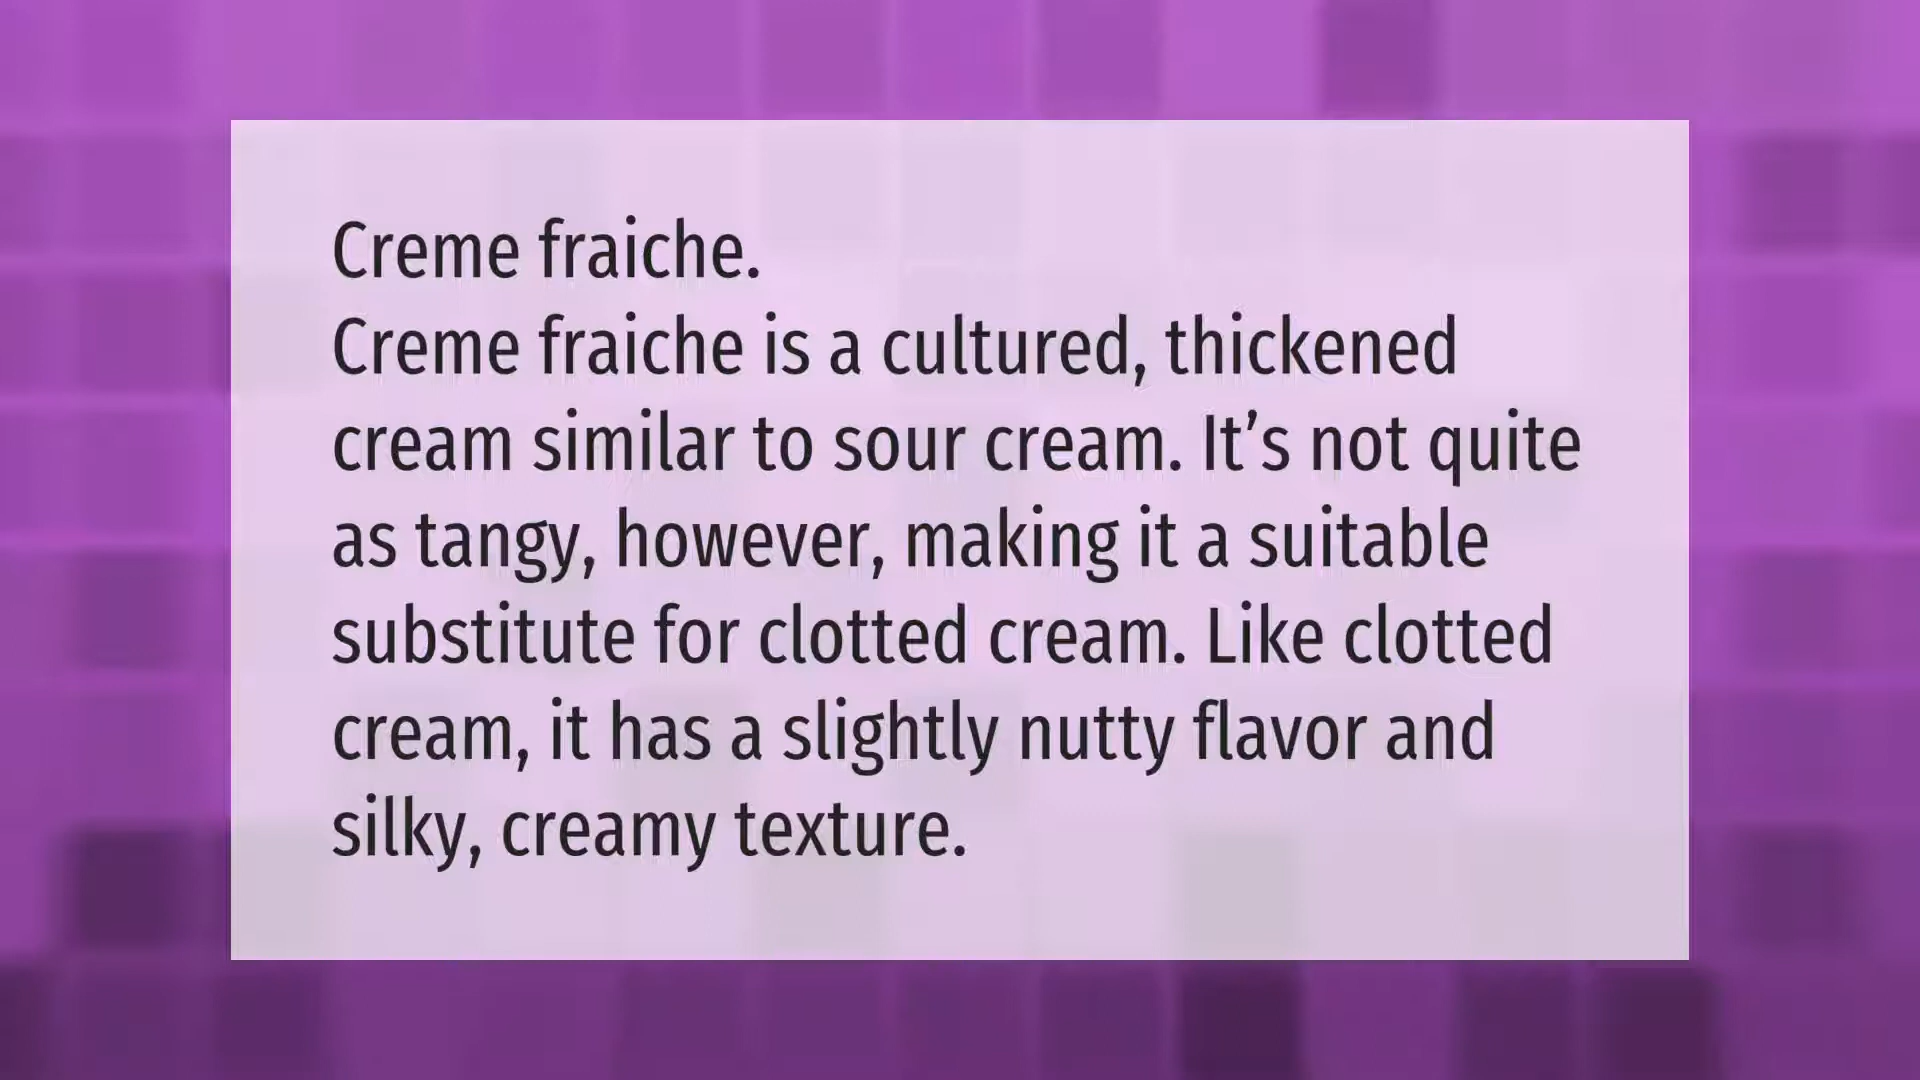 Creme fraiche.
Creme fraiche is a cultured, thickened
cream similar to sour cream. It’s not quite
as tangy, however, making it a suitable
substitute for clotted cream. Like clotted
cream, it has a slightly nutty flavor and
silky, creamy texture.